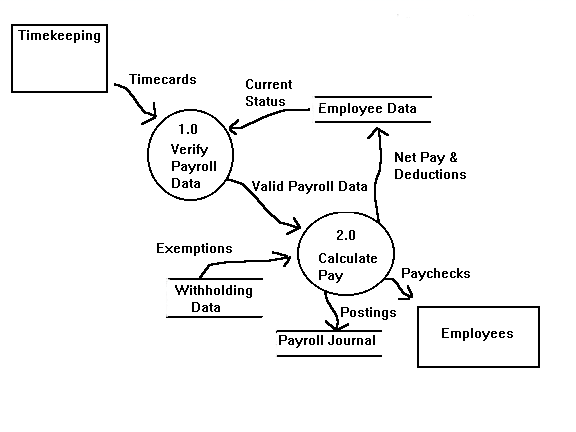 Timekeeping
Timecards
Current
Status
Employee Data
1.0
Verify
Payroll
Data
Net Pay &
Deductions
Valid Payroll Data
2.0
Calculate
Pay
Exemptions
Withholding
Data
Paychecks
Postings
Payroll Journal
Employees